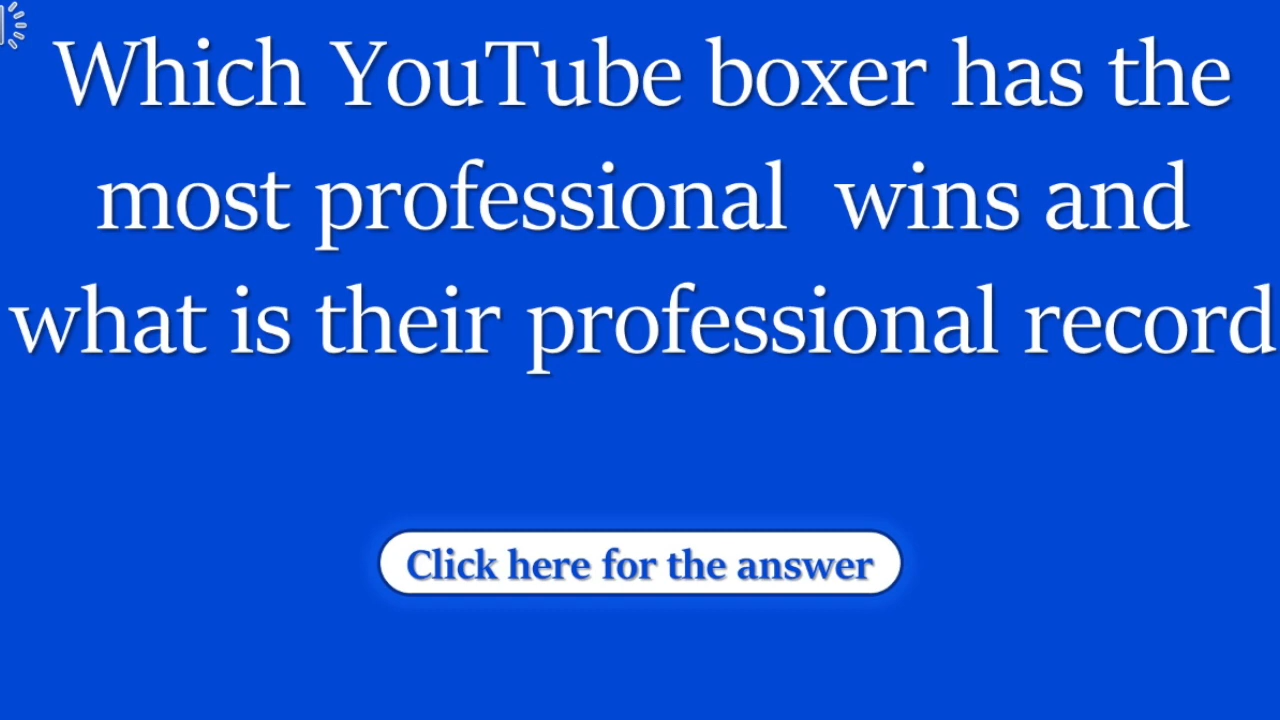 Which YouTube boxer has the
most professional  wins and
what is their professional record
Click here for the answer